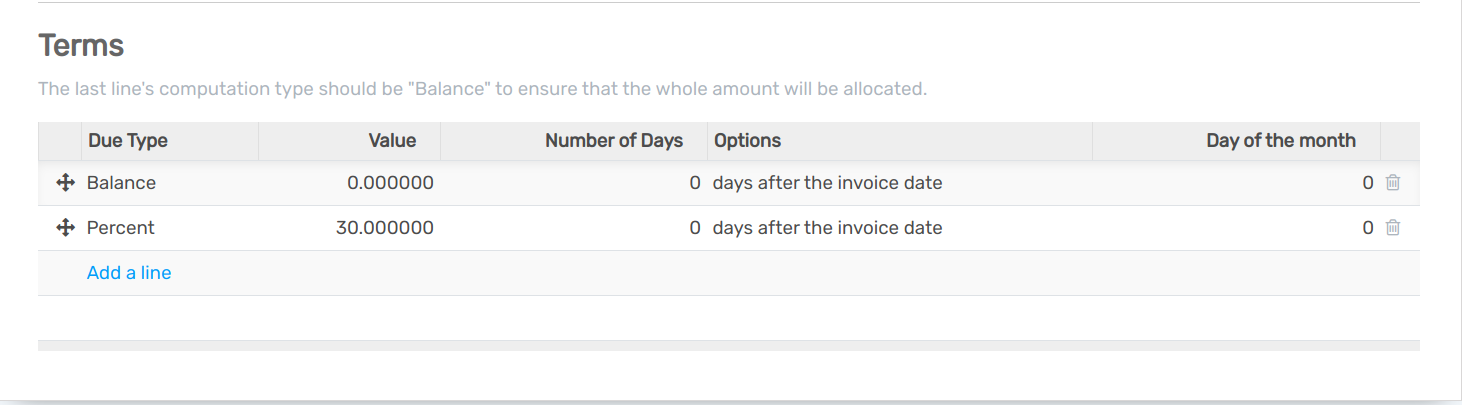 Terms
The last line's computation type should be "Balance" to ensure that the whole amount will be allocated.
Due Type Value Number of Days Options Day of the month
Balance 0.000000 0 days after the invoice date 0
Percent 30.000000 0 days after the invoice date 0
Add a line